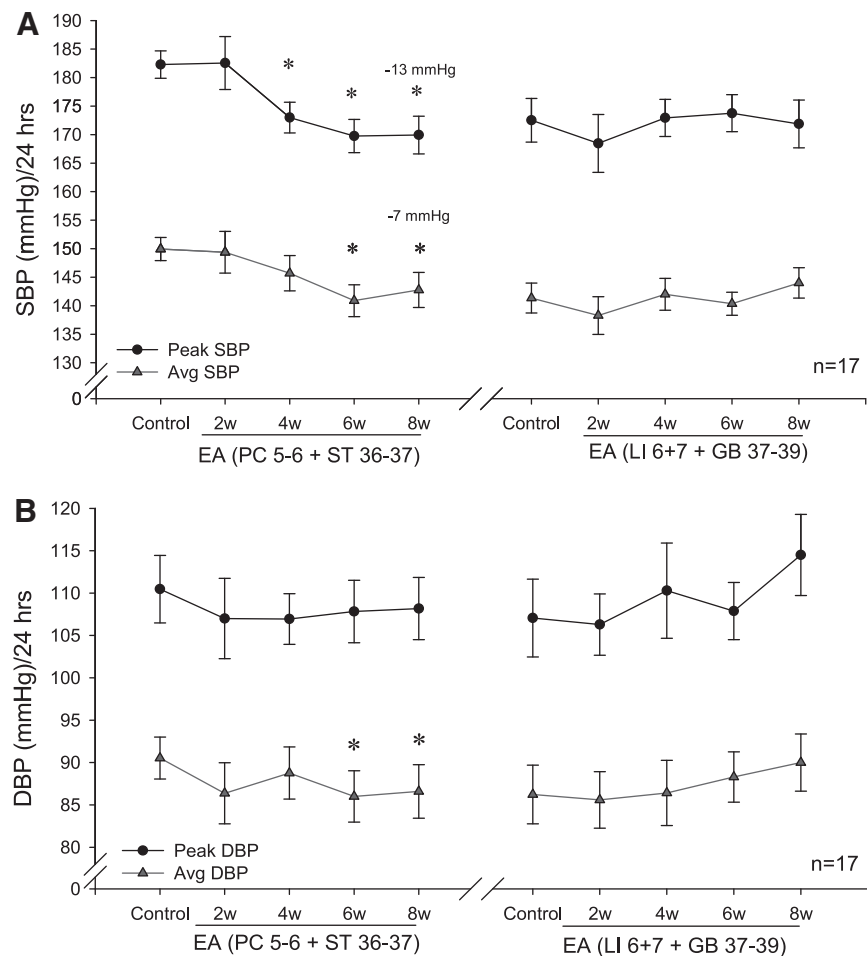 A
SBP (mmHg)/24 hrs
190
185
180
175
170
165
160
155
150
145
140
135
130
0
* * *
-13 mmHg
-7 mmHg
* *
Peak SBP
Avg SBP
n=17
Control 2w 4w 6w 8w Control 2w 4w 6w 8w
EA (PC 5-6 + ST 36-37) EA (LI 6+7 + GB 37-39)
B
DBP (mmHg)/24 hrs
120
115
110
105
100
95
90
85
80
0
* *
Peak DBP
Avg DBP
n=17
Control 2w 4w 6w 8w Control 2w 4w 6w 8w
EA (PC 5-6 + ST 36-37) EA (LI 6+7 + GB 37-39)